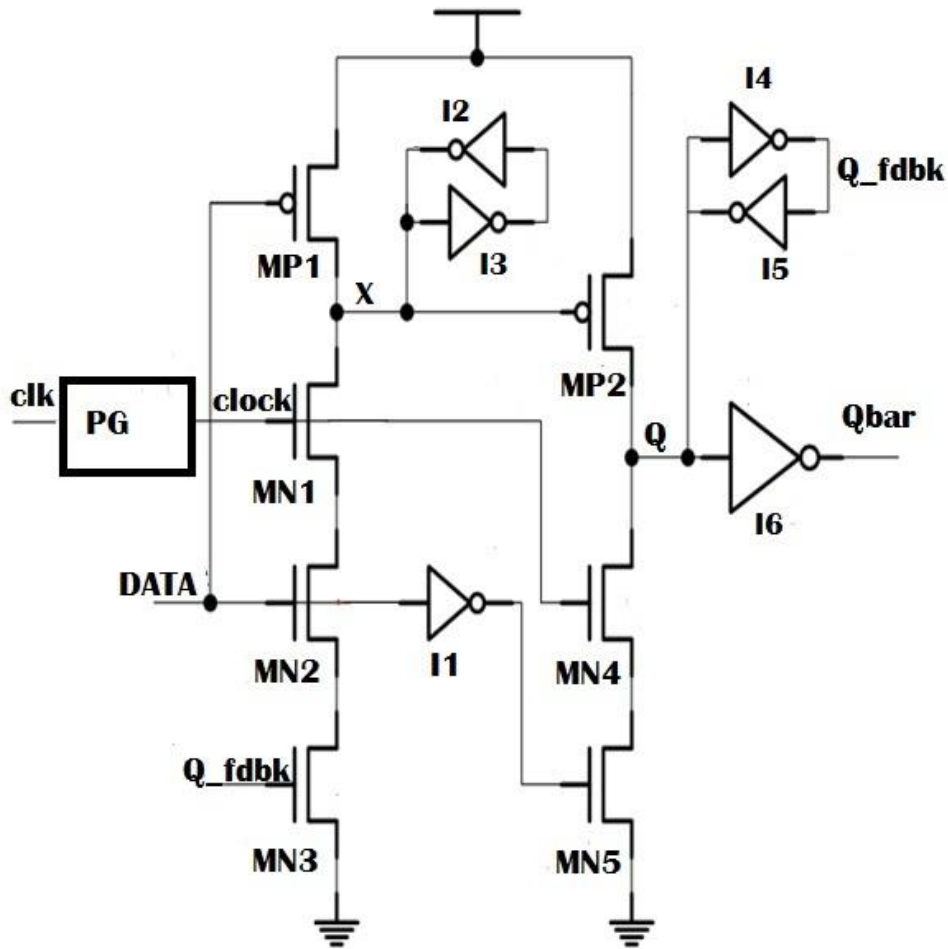 I2
I4
Q_fdbk
I3
I5
MP1
X
MP2
clk
PG
clock
Q
Qbar
MN1
I6
DATA
I1
MN2
MN4
Q_fdbk
MN3
MN5